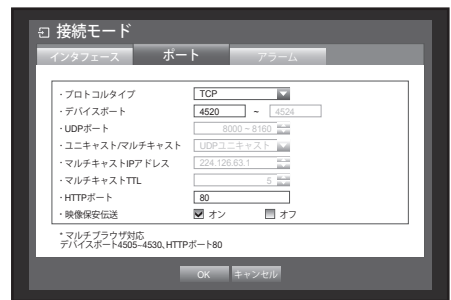 接続モード
インタフェース ポート アラーム
・プロトコルタイプ TCP
・デバイスポート 4520 ~ 4524
・UDPポート 8000 ~ 8160
・ユニキャスト/マルチキャスト UDPユニキャスト
・マルチキャストIPアドレス 224.126.63.1
・マルチキャストTTL 5
・HTTPポート 80
・映像保安伝送 オン オフ
* マルチブラウザ対応
デバイスポート4505~4530、HTTPポート80
OK キャンセル